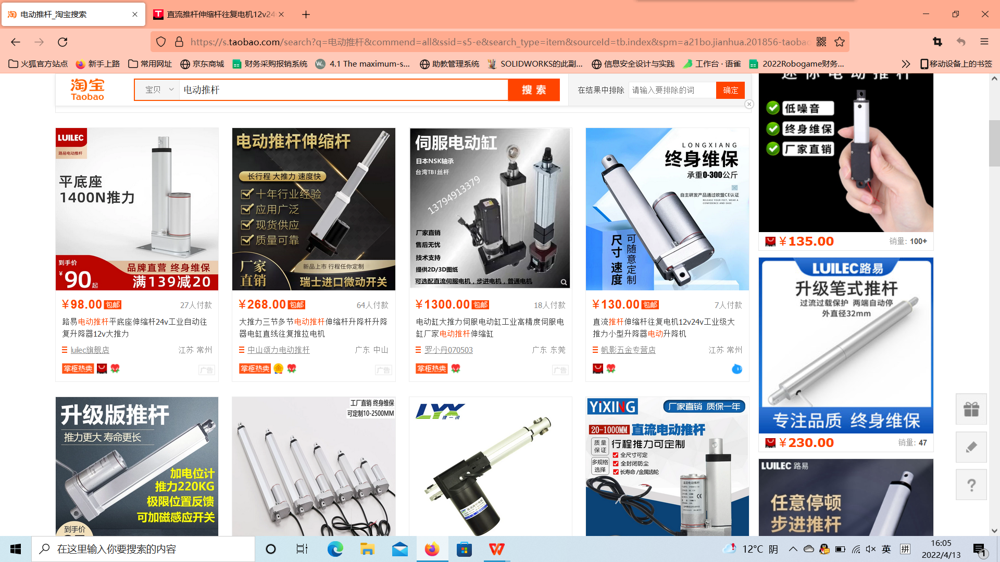 淘 电动推杆_淘宝搜索
T 直流推杆伸缩杆往复电机12v24
https://s.taobao.com/search?q=电动推杆&commend=all&ssid=s5-e&search_type=item&sourceId=tb.index&spm=a21bo.jianhua.201856-taobao
火狐官方站点
新手上路
常用网址
京东商城
财务采购报销系统
4.1 The maximum-s...
助教管理系统
SOLIDWORKS的此副...
信息安全设计与实践
工作台 · 语雀
2022Robogame财务...
移动设备上的书签
淘宝
Taobao
宝贝
电动推杆
搜 索
在结果中排除
请输入要排除的词
确定
LUILEC
路易电动推杆
平底座
1400N推力
到手价
¥90起
品牌直营 终身维保
满139减20
¥98.00 包邮
27人付款
路易电动推杆平底座伸缩杆24v工业自动往
复升降器12v大推力
luilec旗舰店
江苏 常州
掌柜热卖
广告
电动推杆伸缩杆
长行程 大推力 速度快
十年行业经验
应用广泛
现货供应
质量可靠
厂家
直销
新品上市 行程任你定制
瑞士进口微动开关
¥268.00 包邮
64人付款
大推力三节多节电动推杆伸缩杆升降杆升降
器电缸直线往复推拉电机
中山颂力电动推杆
广东 中山
掌柜热卖
金
广告
伺服电动缸
日本NSK轴承
台湾TBI丝杆
13794913379
厂家直销
售后无忧
技术支持
提供2D/3D图纸
可选配直流伺服电机，步进电机，普通电机
¥1300.00 包邮
18人付款
电动缸大推力伺服电动缸工业高精度伺服电
缸厂家电动推杆伸缩缸
罗小丹070503
广东 东莞
掌柜热卖
广告
LONGXIANG
终身维保
承重0-300公斤
自主研发产品通过欧盟CE认证
RELEASE YOUR FEET, WEAR A
CONFIDENCE AND EASE
尺寸 速度
可随意定制
¥130.00 包邮
7人付款
直流推杆伸缩杆往复电机12v24v工业级大
推力小型升降器电动升降机
帆影五金专营店
江苏 常州
迷你电动推杆
低噪音
终身维保
厂家直销
¥135.00
销量: 100+
LUILEC路易
升级笔式推杆
过流过载保护 两端自动停
外直径32mm
专注品质 终身维保
¥230.00
销量: 47
LUILEC 路易
任意停顿
步进推杆
升级版推杆
推力更大 寿命更长
加电位计
推力220KG
极限位置反馈
可加磁感应开关
到手价
工厂直销 终身维保
可定制10-2500MM
LYX
理一讯
YiXING
厂家直销 质保一年
20-1000MM 直流电动推杆
质量
保证
行程推力可定制
全尺寸可定
多规格
选择
全封闭防尘
长寿命/金属齿轮
直流电动推杆
在这里输入你要搜索的内容
12°C 阴
英
拼
16:05
2022/4/13
1